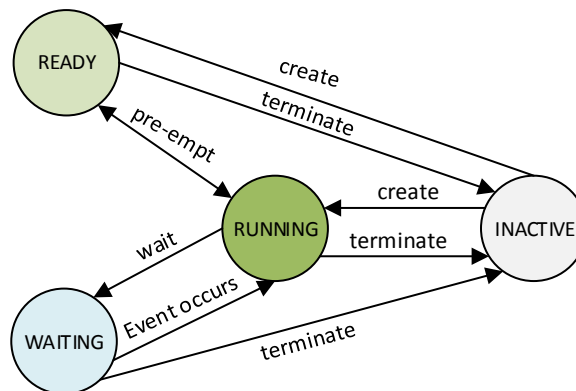 READY
create
terminate
pre-empt
create
RUNNING
INACTIVE
terminate
wait
Event occurs
WAITING
terminate